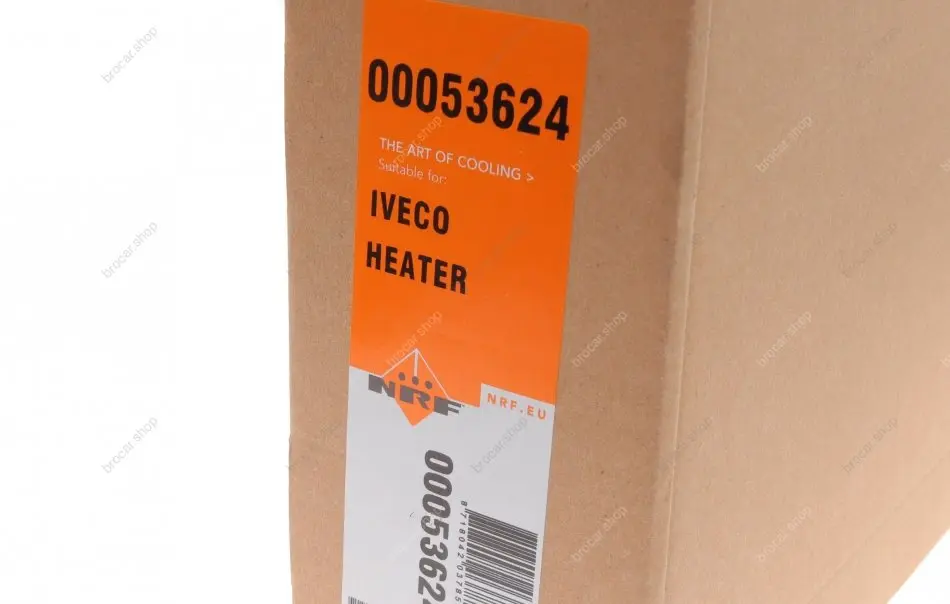 00053624
THE ART OF COOLING >
Suitable for:
IVECO
HEATER
NRF
NRF.EU
brocar.shop